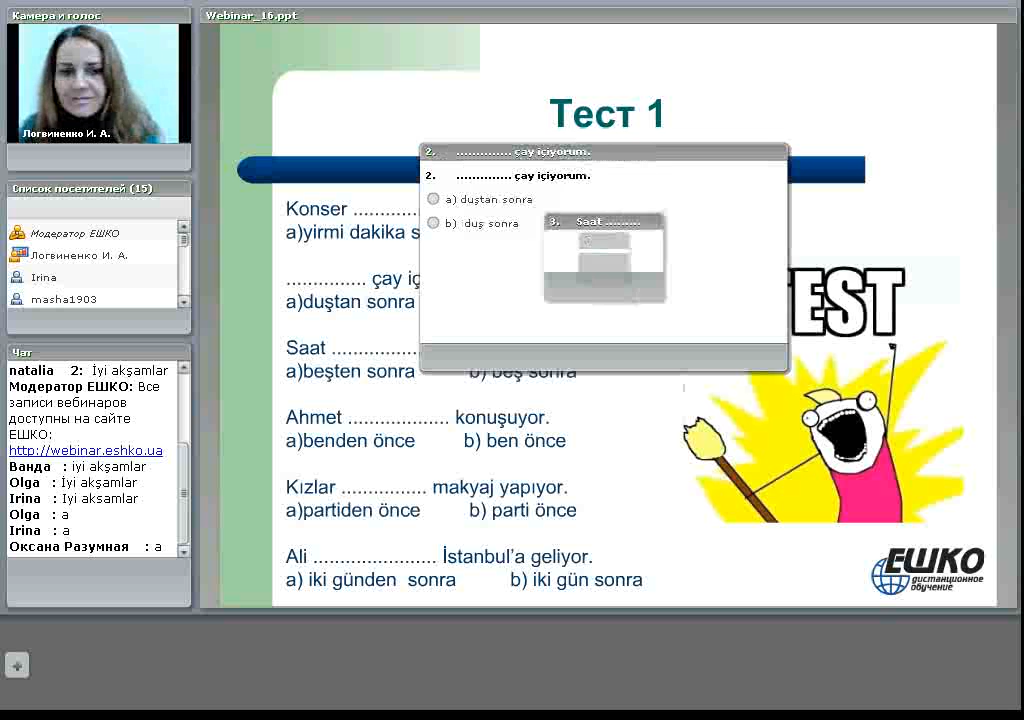 Камера и голос
Логвиненко И. А.
Список посетителей (15)
Модератор ЕШКО
Логвиненко И. А.
Irina
masha1903
Чат
natalia 2: İyi akşamlar
Модератор ЕШКО: Все
записи вебинаров
доступны на сайте
ЕШКО:
http://webinar.eshko.ua
Ванда : iyi akşamlar
Olga : İyi akşamlar
Irina : Iyi aksamlar
Olga : a
Irina : a
Оксана Разумная : a
Webinar_16.ppt
Тест 1
Konser ............
a)yirmi dakika s
............... çay iç
a)duştan sonra
Saat ...............
a)beşten sonra b) beş sonra
Ahmet ................... konuşuyor.
a)benden önce b) ben önce
Kızlar ................ makyaj yapıyor.
a)partiden önce b) parti önce
Ali ....................... İstanbul’a geliyor.
a) iki günden sonra b) iki gün sonra
2. .............. çay içiyorum.
2. .............. çay içiyorum.
a) duştan sonra
b) duş sonra
3. Saat .........
TEST
ЕШКО
дистанционное
обучение